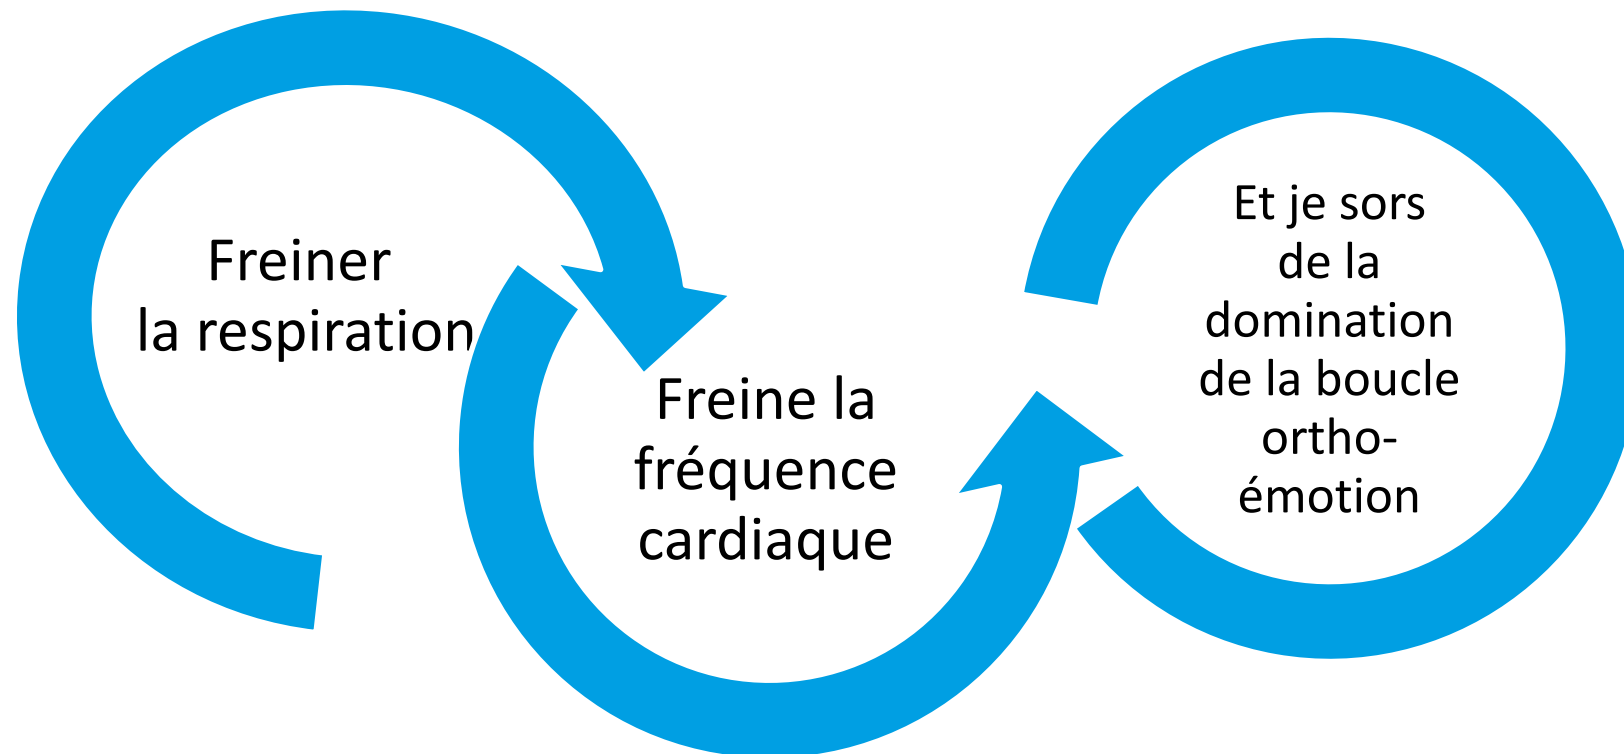 Freiner
la respiration
Freine la
fréquence
cardiaque
Et je sors
de la
domination
de la boucle
ortho-
émotion